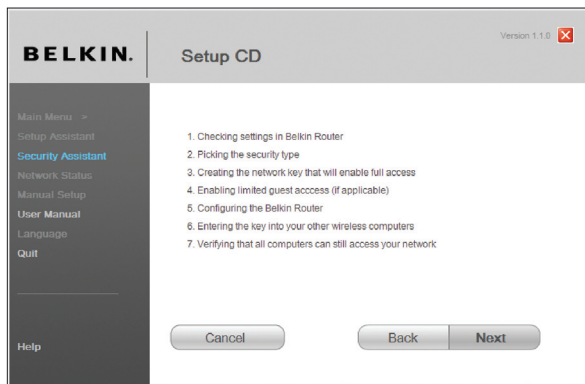 BELKIN.
Setup CD
Version 1.1.0
Main Menu >
Setup Assistant
Security Assistant
Network Status
Manual Setup
User Manual
Language
Quit
Help
1. Checking settings in Belkin Router
2. Picking the security type
3. Creating the network key that will enable full access
4. Enabling limited guest acccess (if applicable)
5. Configuring the Belkin Router
6. Entering the key into your other wireless computers
7. Verifying that all computers can still access your network
Cancel
Back
Next